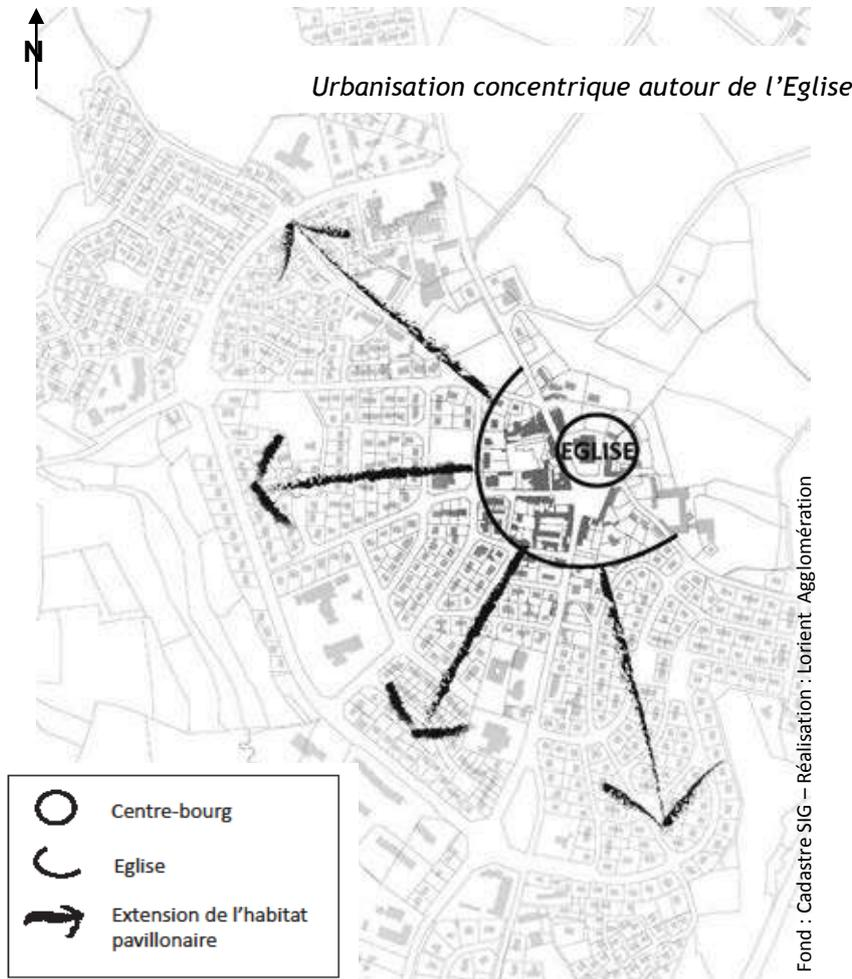 N
Urbanisation concentrique autour de l’Eglise
EGLISE
Centre-bourg
Eglise
Extension de l’habitat
pavillonaire
Fond : Cadastre SIG – Réalisation : Lorient Agglomération